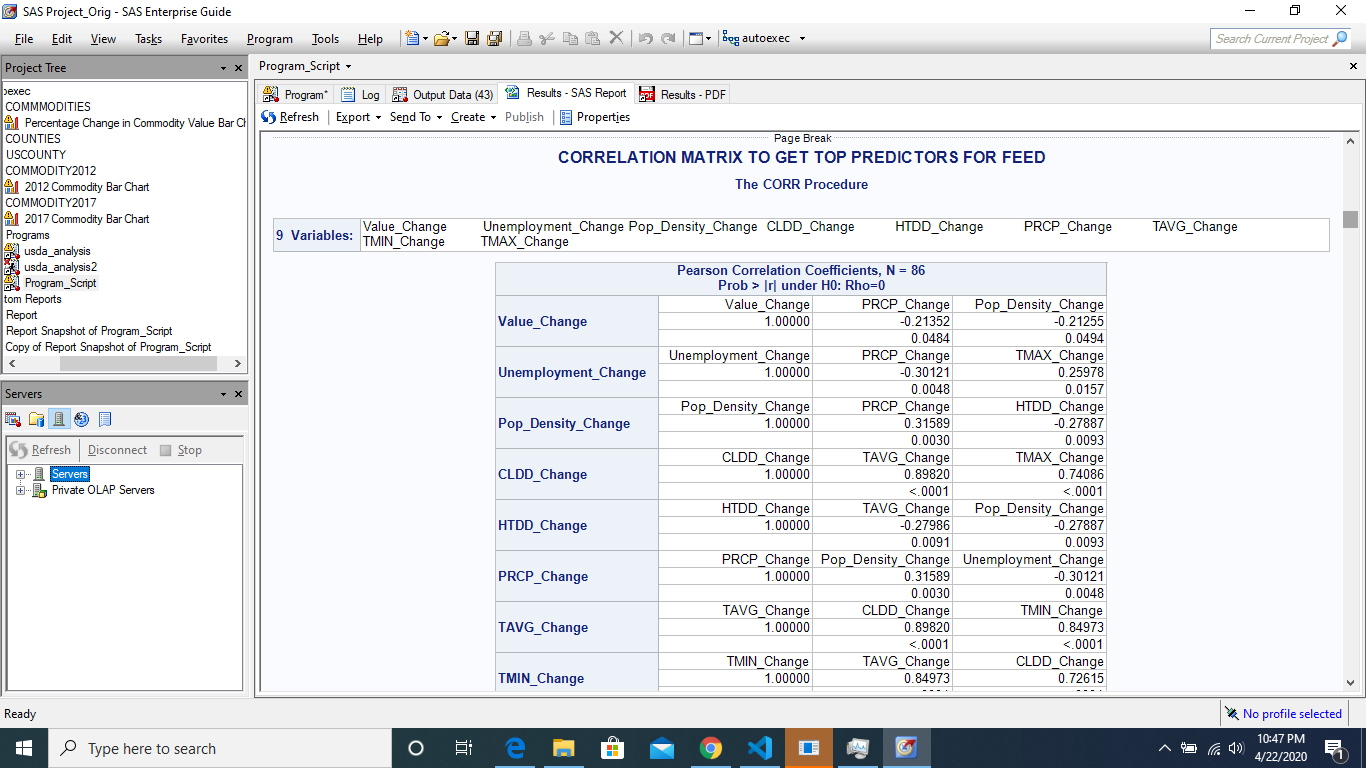 SAS Project_Orig - SAS Enterprise Guide
File Edit View Tasks Favorites Program Tools Help autoexec Search Current Project
Project Tree
COMMMODITIES
Percentage Change in Commodity Value Bar
COUNTIES
USCOUNTY
COMMODITY2012
2012 Commodity Bar Chart
COMMODITY2017
2017 Commodity Bar Chart
Programs
usda_analysis
usda_analysis2
Program_Script
tom Reports
Report
Report Snapshot of Program_Script
Copy of Report Snapshot of Program_Script
Servers
Refresh Disconnect Stop
Servers
Private OLAP Servers
Program_Script
Program* Log Output Data (43) Results - SAS Report Results - PDF
Refresh Export Send To Create Publish Properties
Page Break
CORRELATION MATRIX TO GET TOP PREDICTORS FOR FEED
The CORR Procedure
9 Variables: Value_Change Unemployment_Change Pop_Density_Change CLDD_Change HTDD_Change PRCP_Change TAVG_Change
TMIN_Change TMAX_Change
Pearson Correlation Coefficients, N = 86
Prob > |r| under H0: Rho=0
Value_Change Value_Change PRCP_Change Pop_Density_Change
1.00000 -0.21352 -0.21255
0.0484 0.0494
Unemployment_Change Unemployment_Change PRCP_Change TMAX_Change
1.00000 -0.30121 0.25978
0.0048 0.0157
Pop_Density_Change Pop_Density_Change PRCP_Change HTDD_Change
1.00000 0.31589 -0.27887
0.0030 0.0093
CLDD_Change CLDD_Change TAVG_Change TMAX_Change
1.00000 0.89820 0.74086
<.0001 <.0001
HTDD_Change HTDD_Change TAVG_Change Pop_Density_Change
1.00000 -0.27986 -0.27887
0.0091 0.0093
PRCP_Change PRCP_Change Pop_Density_Change Unemployment_Change
1.00000 0.31589 -0.30121
0.0030 0.0048
TAVG_Change TAVG_Change CLDD_Change TMIN_Change
1.00000 0.89820 0.84973
<.0001 <.0001
TMIN_Change TMIN_Change TAVG_Change CLDD_Change
1.00000 0.84973 0.72615
Ready
No profile selected
Type here to search
10:47 PM
4/22/2020
1